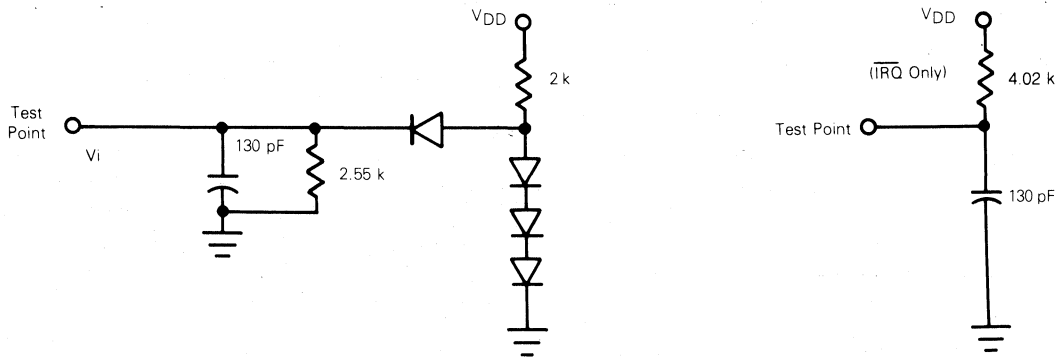 VDD
2 k
Test
Point
Vi
130 pF
2.55 k
VDD
(IRQ Only)
4.02 k
Test Point
130 pF